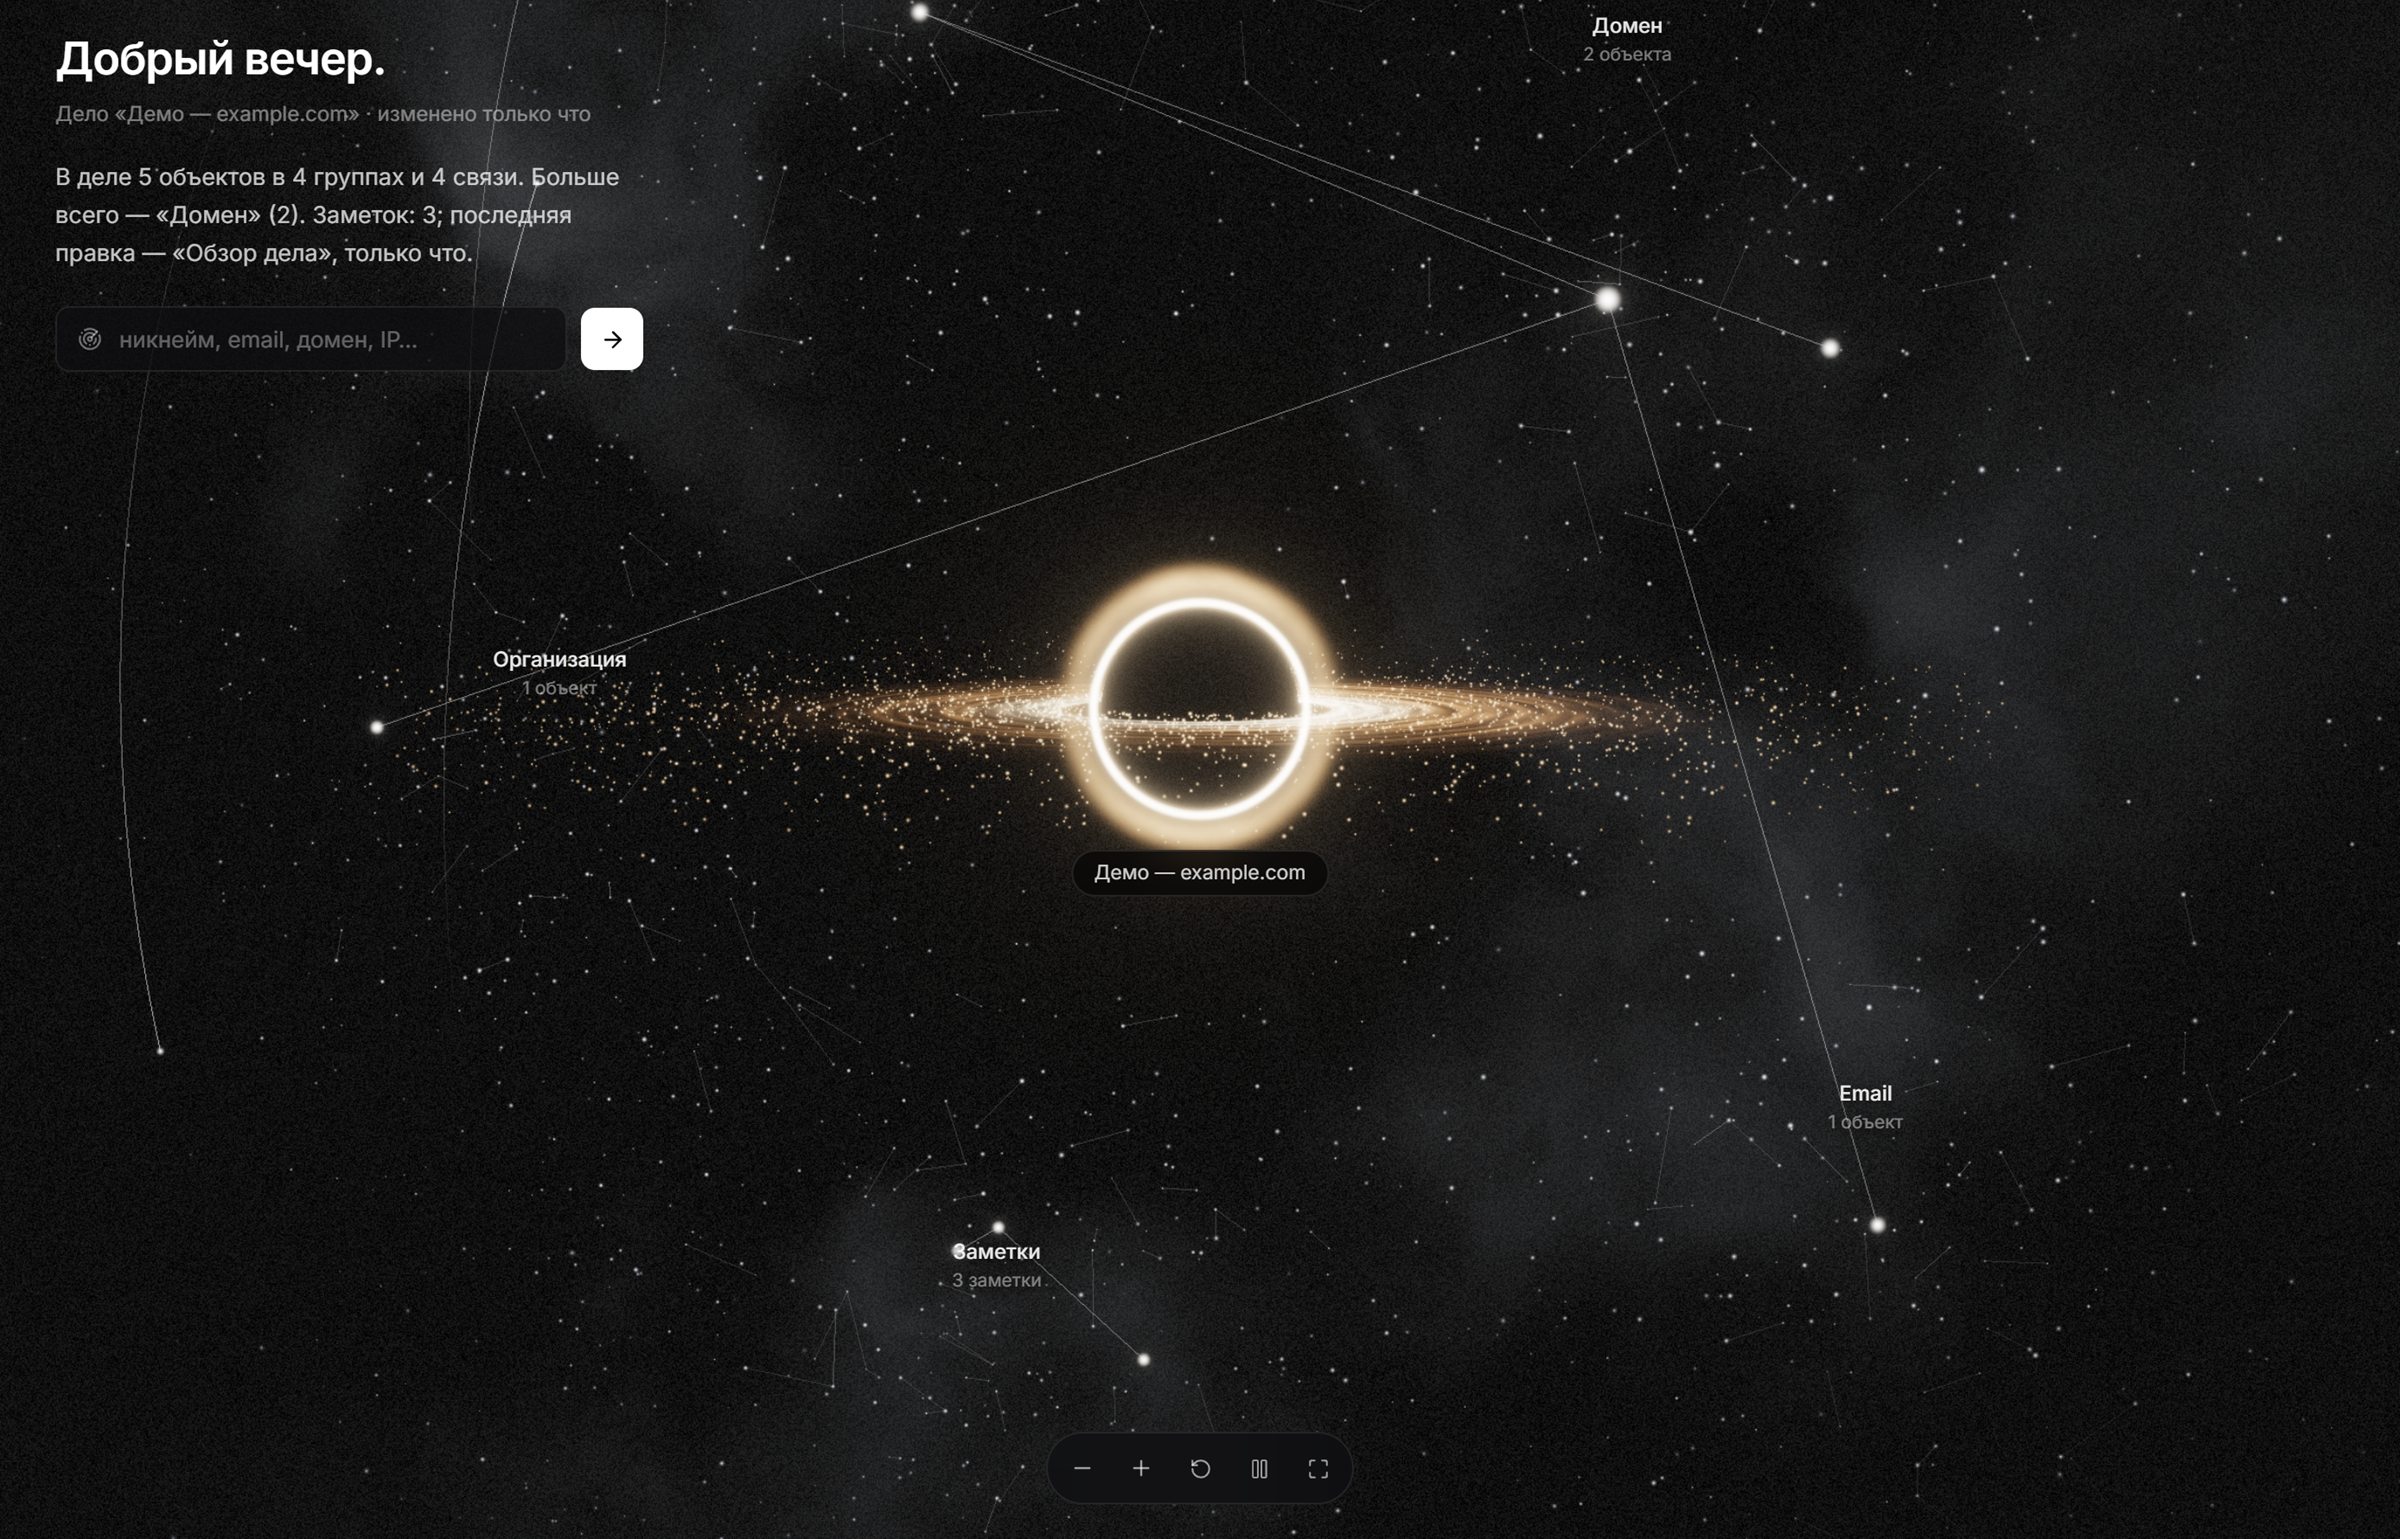 Добрый вечер.
Дело «Демо — example.com» · изменено только что
В деле 5 объектов в 4 группах и 4 связи. Больше
всего — «Домен» (2). Заметок: 3; последняя
правка — «Обзор дела», только что.
никнейм, email, домен, IP...
Домен
2 объекта
Организация
1 объект
Демо — example.com
Email
1 объект
Заметки
3 заметки